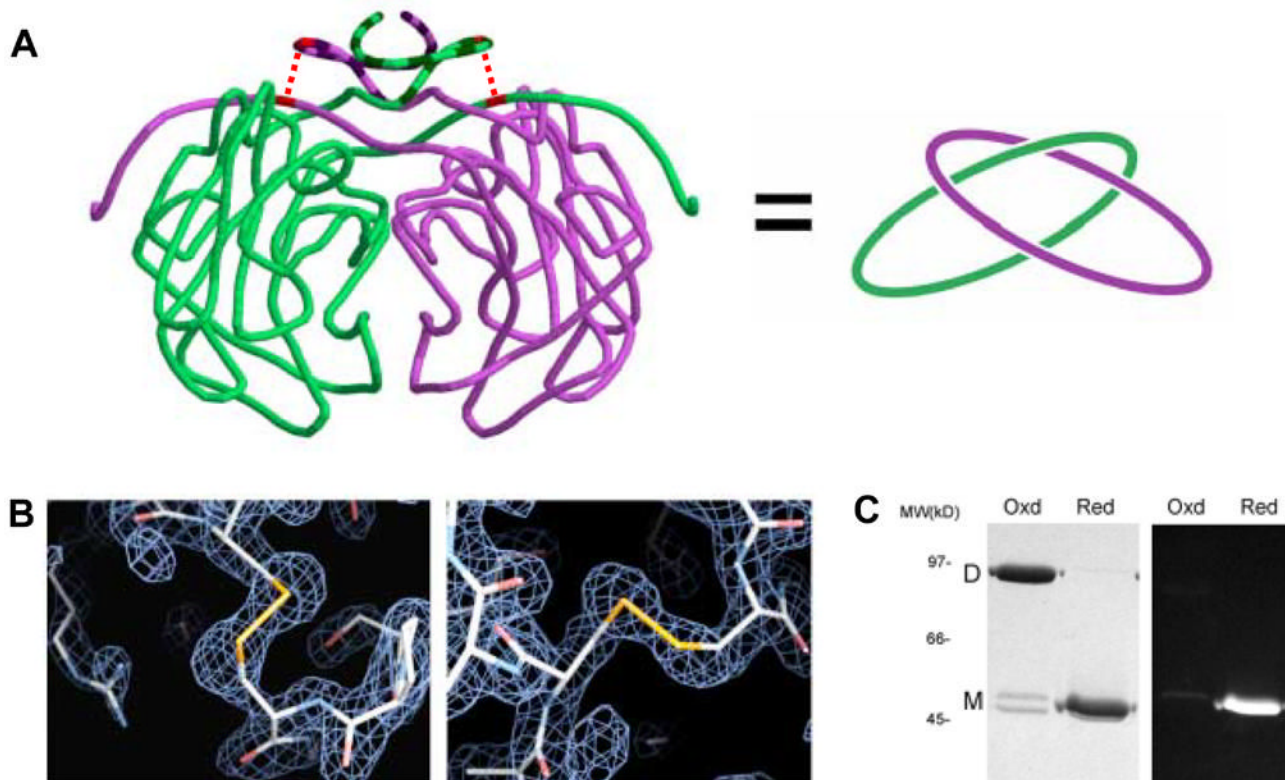 A
=
B
C
MW(kD)
Oxd Red
Oxd Red
97-
D
66-
M
45-